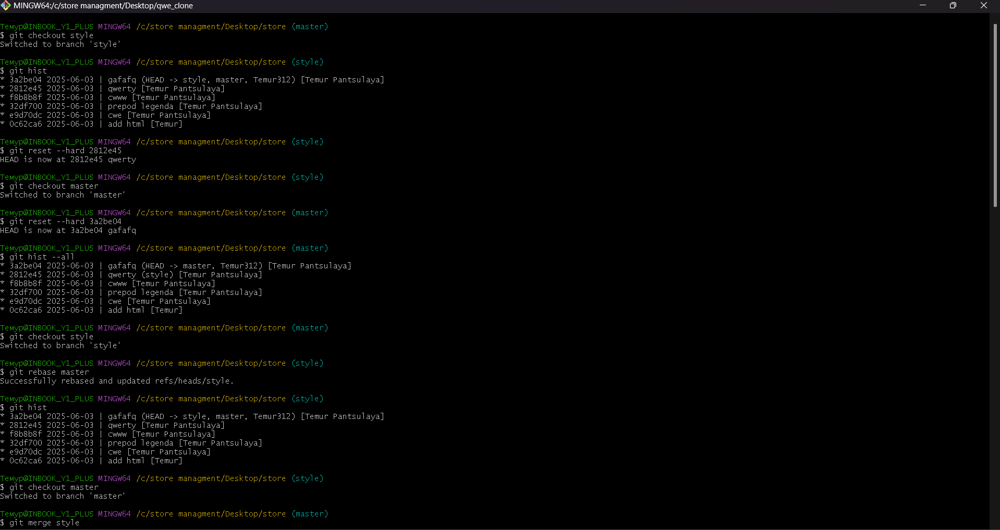 MINGW64:/c/store managment/Desktop/qwe_clone
Темур@INBOOK_Y1_PLUS MINGW64 /c/store managment/Desktop/store (master)
$ git checkout style
Switched to branch 'style'
Темур@INBOOK_Y1_PLUS MINGW64 /c/store managment/Desktop/store (style)
$ git hist
* 3a2be04 2025-06-03 | gafafq (HEAD -> style, master, Temur312) [Temur Pantsulaya]
* 2812e45 2025-06-03 | qwerty [Temur Pantsulaya]
* f8b8b8f 2025-06-03 | cwww [Temur Pantsulaya]
* 32df700 2025-06-03 | prepod legenda [Temur Pantsulaya]
* e9d70dc 2025-06-03 | cwe [Temur Pantsulaya]
* 0c62ca6 2025-06-03 | add html [Temur]
Темур@INBOOK_Y1_PLUS MINGW64 /c/store managment/Desktop/store (style)
$ git reset --hard 2812e45
HEAD is now at 2812e45 qwerty
Темур@INBOOK_Y1_PLUS MINGW64 /c/store managment/Desktop/store (style)
$ git checkout master
Switched to branch 'master'
Темур@INBOOK_Y1_PLUS MINGW64 /c/store managment/Desktop/store (master)
$ git reset --hard 3a2be04
HEAD is now at 3a2be04 gafafq
Темур@INBOOK_Y1_PLUS MINGW64 /c/store managment/Desktop/store (master)
$ git hist --all
* 3a2be04 2025-06-03 | gafafq (HEAD -> master, Temur312) [Temur Pantsulaya]
* 2812e45 2025-06-03 | qwerty (style) [Temur Pantsulaya]
* f8b8b8f 2025-06-03 | cwww [Temur Pantsulaya]
* 32df700 2025-06-03 | prepod legenda [Temur Pantsulaya]
* e9d70dc 2025-06-03 | cwe [Temur Pantsulaya]
* 0c62ca6 2025-06-03 | add html [Temur]
Темур@INBOOK_Y1_PLUS MINGW64 /c/store managment/Desktop/store (master)
$ git checkout style
Switched to branch 'style'
Темур@INBOOK_Y1_PLUS MINGW64 /c/store managment/Desktop/store (style)
$ git rebase master
Successfully rebased and updated refs/heads/style.
Темур@INBOOK_Y1_PLUS MINGW64 /c/store managment/Desktop/store (style)
$ git hist
* 3a2be04 2025-06-03 | gafafq (HEAD -> style, master, Temur312) [Temur Pantsulaya]
* 2812e45 2025-06-03 | qwerty [Temur Pantsulaya]
* f8b8b8f 2025-06-03 | cwww [Temur Pantsulaya]
* 32df700 2025-06-03 | prepod legenda [Temur Pantsulaya]
* e9d70dc 2025-06-03 | cwe [Temur Pantsulaya]
* 0c62ca6 2025-06-03 | add html [Temur]
Темур@INBOOK_Y1_PLUS MINGW64 /c/store managment/Desktop/store (style)
$ git checkout master
Switched to branch 'master'
Темур@INBOOK_Y1_PLUS MINGW64 /c/store managment/Desktop/store (master)
$ git merge style